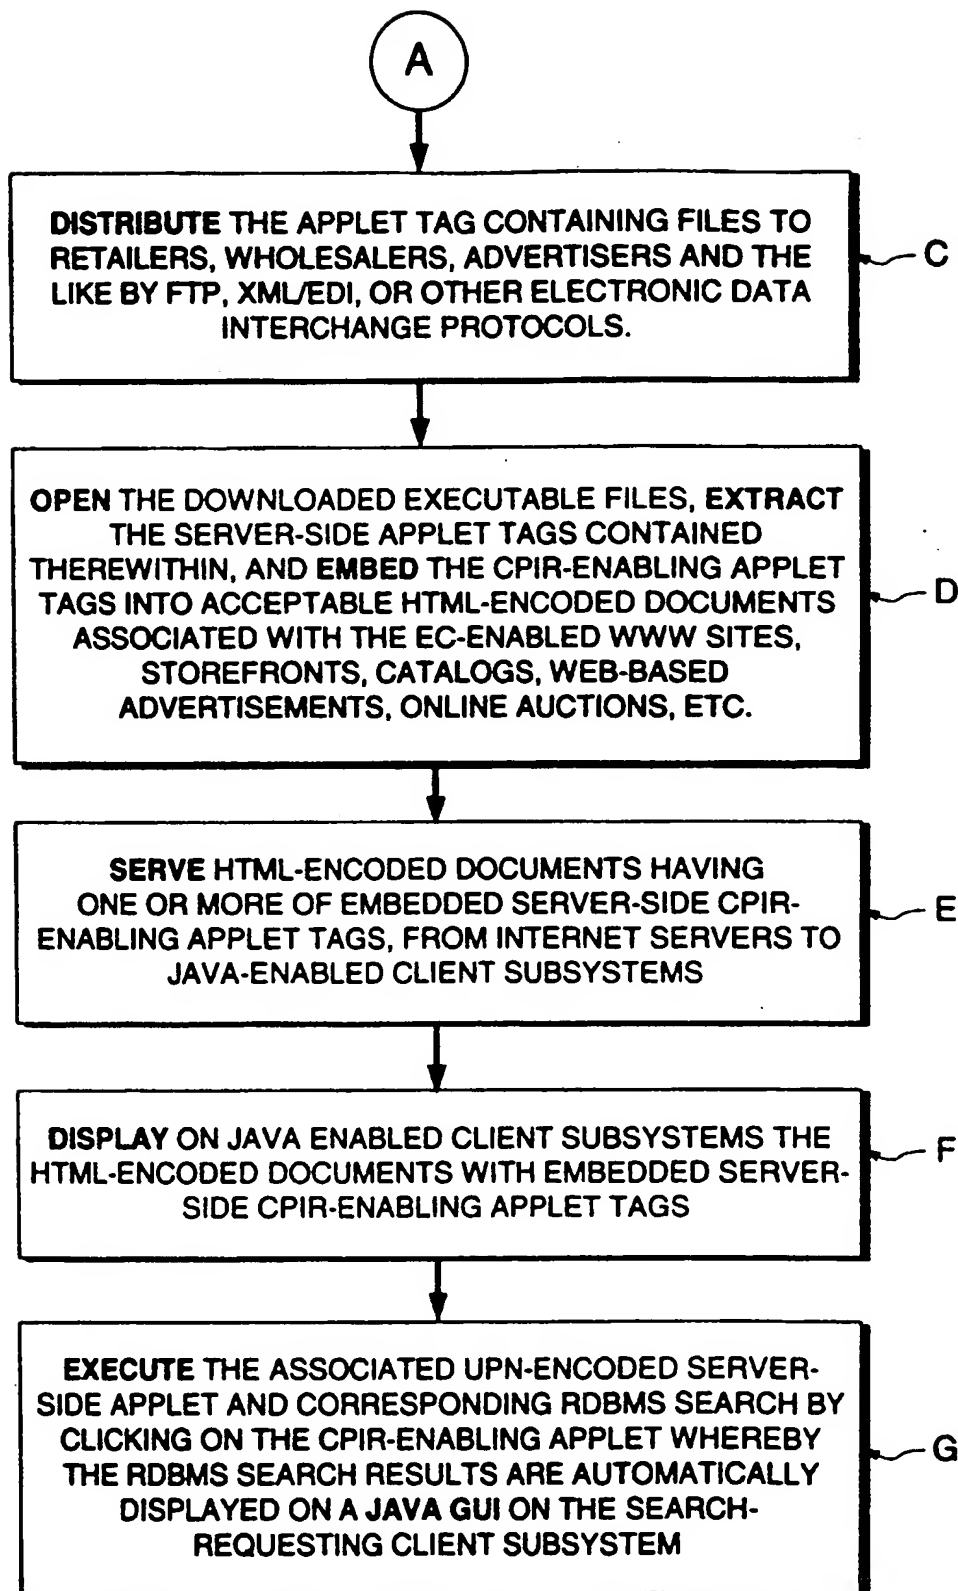 A
DISTRIBUTE THE APPLET TAG CONTAINING FILES TO
RETAILERS, WHOLESALERS, ADVERTISERS AND THE
LIKE BY FTP, XML/EDI, OR OTHER ELECTRONIC DATA
INTERCHANGE PROTOCOLS.
C
OPEN THE DOWNLOADED EXECUTABLE FILES, EXTRACT
THE SERVER-SIDE APPLET TAGS CONTAINED
THEREWITHIN, AND EMBED THE CPIR-ENABLING APPLET
TAGS INTO ACCEPTABLE HTML-ENCODED DOCUMENTS
ASSOCIATED WITH THE EC-ENABLED WWW SITES,
STOREFRONTS, CATALOGS, WEB-BASED
ADVERTISEMENTS, ONLINE AUCTIONS, ETC.
D
SERVE HTML-ENCODED DOCUMENTS HAVING
ONE OR MORE OF EMBEDDED SERVER-SIDE CPIR-
ENABLING APPLET TAGS, FROM INTERNET SERVERS TO
JAVA-ENABLED CLIENT SUBSYSTEMS
E
DISPLAY ON JAVA ENABLED CLIENT SUBSYSTEMS THE
HTML-ENCODED DOCUMENTS WITH EMBEDDED SERVER-
SIDE CPIR-ENABLING APPLET TAGS
F
EXECUTE THE ASSOCIATED UPN-ENCODED SERVER-
SIDE APPLET AND CORRESPONDING RDBMS SEARCH BY
CLICKING ON THE CPIR-ENABLING APPLET WHEREBY
THE RDBMS SEARCH RESULTS ARE AUTOMATICALLY
DISPLAYED ON A JAVA GUI ON THE SEARCH-
REQUESTING CLIENT SUBSYSTEM
G